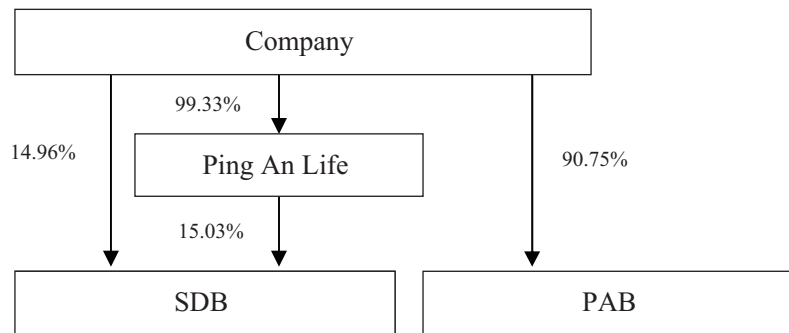 Company
99.33%
14.96%
Ping An Life
90.75%
15.03%
SDB
PAB